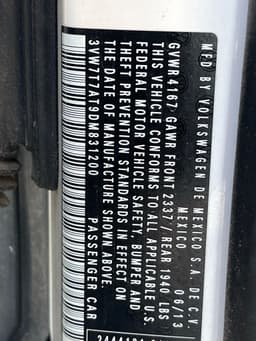 MFD BY VOLKSWAGEN DE MEXICO S.A. DE C.V.
MEXICO 06/13
GVWR 4167; GAWR FRONT 2337 / REAR 1940 LBS
THIS VEHICLE CONFORMS TO ALL APPLICABLE U.S.
FEDERAL MOTOR VEHICLE SAFETY, BUMPER AND
THEFT PREVENTION STANDARDS IN EFFECT ON
THE DATE OF MANUFACTURE SHOWN ABOVE.
3VW7T7AT9DM831200 PASSENGER CAR